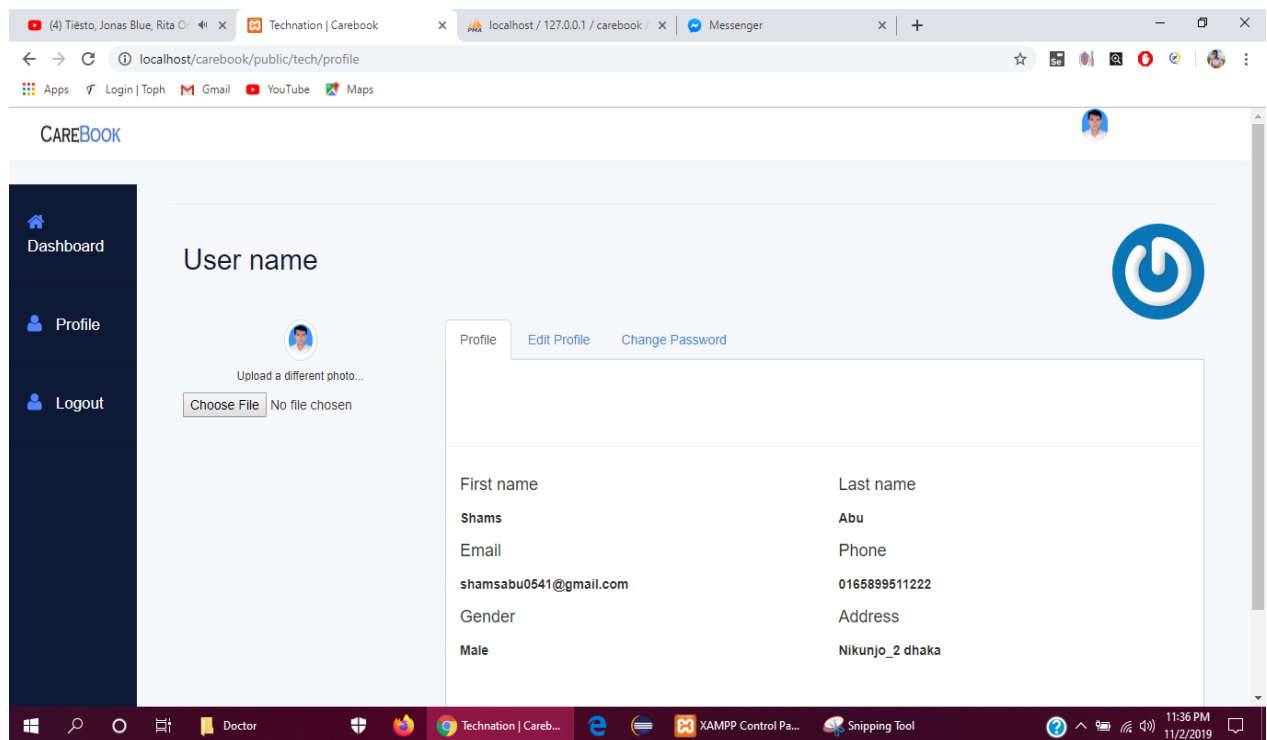 (4) Tiësto, Jonas Blue, Rita O
Technation | Carebook
localhost / 127.0.0.1 / carebook /
Messenger
localhost/carebook/public/tech/profile
Apps
Login | Toph
Gmail
YouTube
Maps
CAREBOOK
Dashboard
User name
Profile
Profile
Edit Profile
Change Password
Upload a different photo...
Logout
Choose File
No file chosen
First name
Last name
Shams
Abu
Email
Phone
shamsabu0541@gmail.com
0165899511222
Gender
Address
Male
Nikunjo_2 dhaka
Doctor
Technation | Careb...
XAMPP Control Pa...
Snipping Tool
11:36 PM
11/2/2019